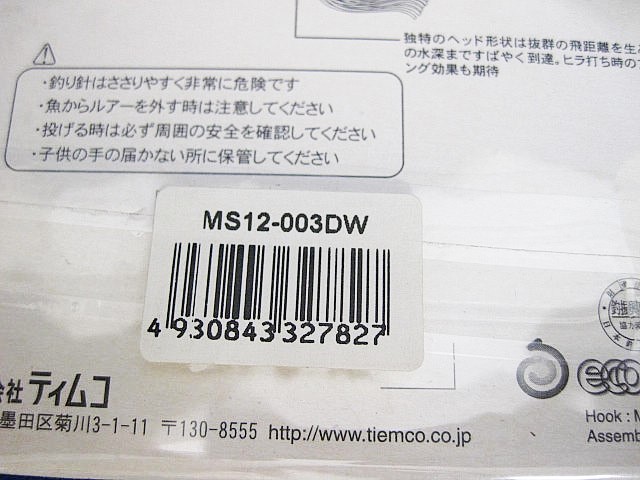 独特のヘッド形状は抜群の飛距離を生
の水深まですばやく到達。ヒラ打ち時の
ング効果も期待
・釣り針はささりやすく非常に危険です
・魚からルアーを外す時は注意してください
・投げる時は必ず周囲の安全を確認してください
・子供の手の届かない所に保管してください
MS12-003DW
4 930843 327827
会社 ティムコ
墨田区菊川3-1-11 〒130-8555 http://www.tiemco.co.jp
eco
Hook : M
Assemb